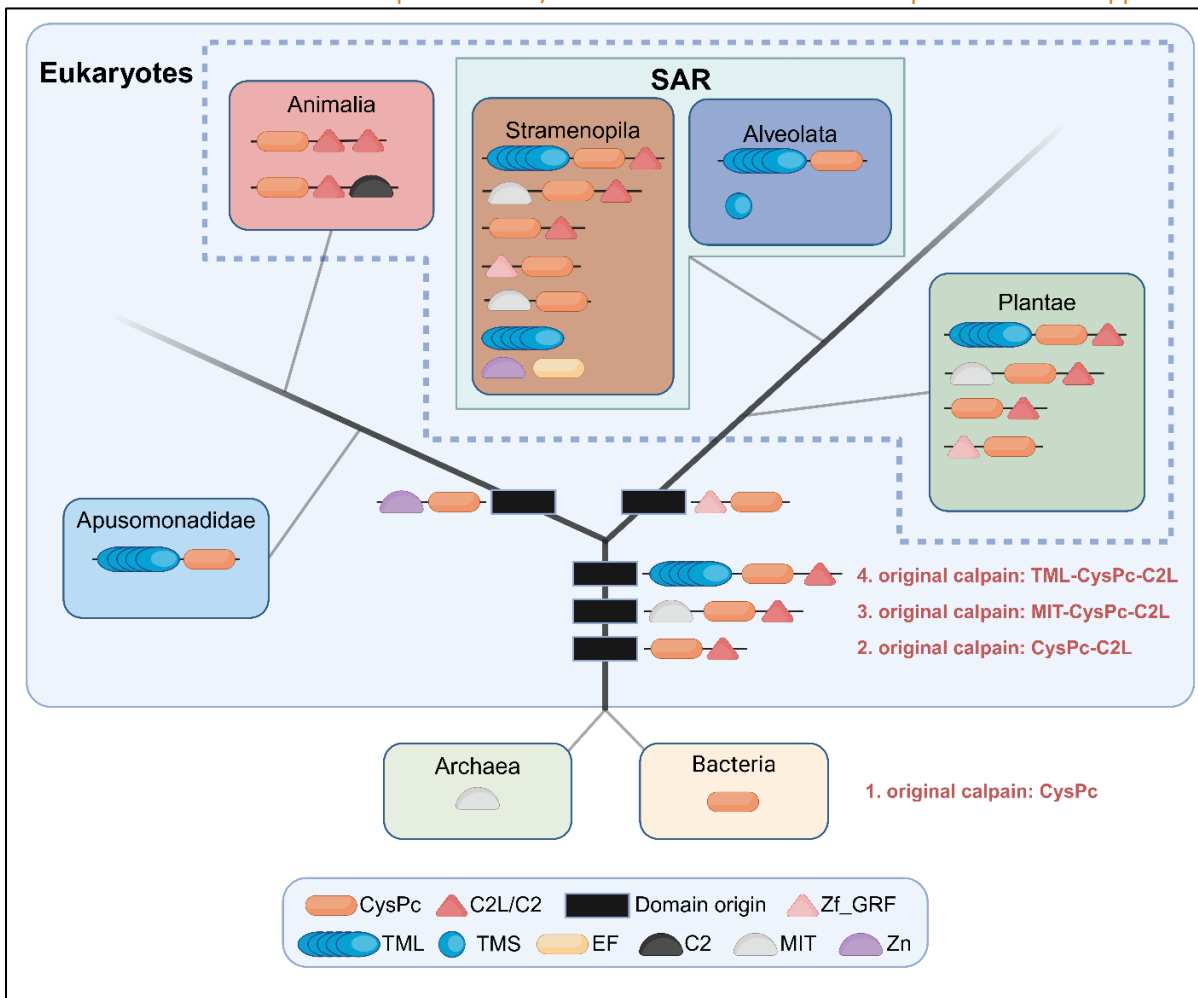 Eukaryotes
SAR
Animalia
Stramenopila
Alveolata
Plantae
Apusomonadidae
4. original calpain: TML-CysPc-C2L
3. original calpain: MIT-CysPc-C2L
2. original calpain: CysPc-C2L
Archaea
Bacteria
1. original calpain: CysPc
CysPc C2L/C2 Domain origin Zf_GRF
TML TMS EF C2 MIT Zn